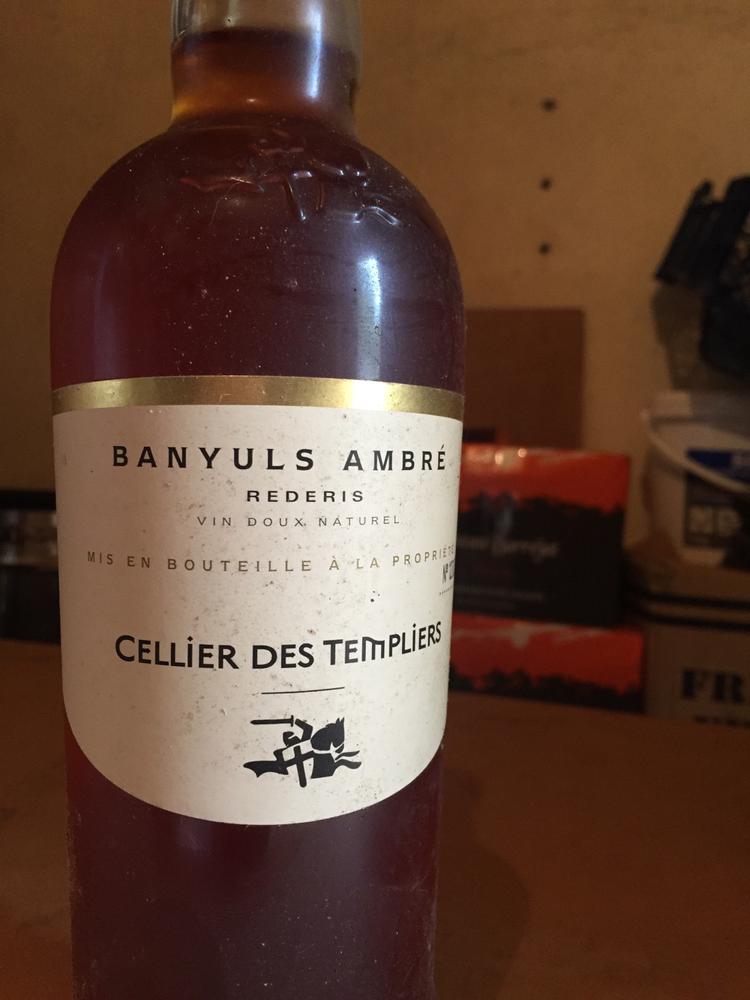 BANYULS AMBRÉ
REDERIS
VIN DOUX NATUREL
MIS EN BOUTEILLE À LA PROPRIÉTÉ
CELLIER DES TEMPLIERS